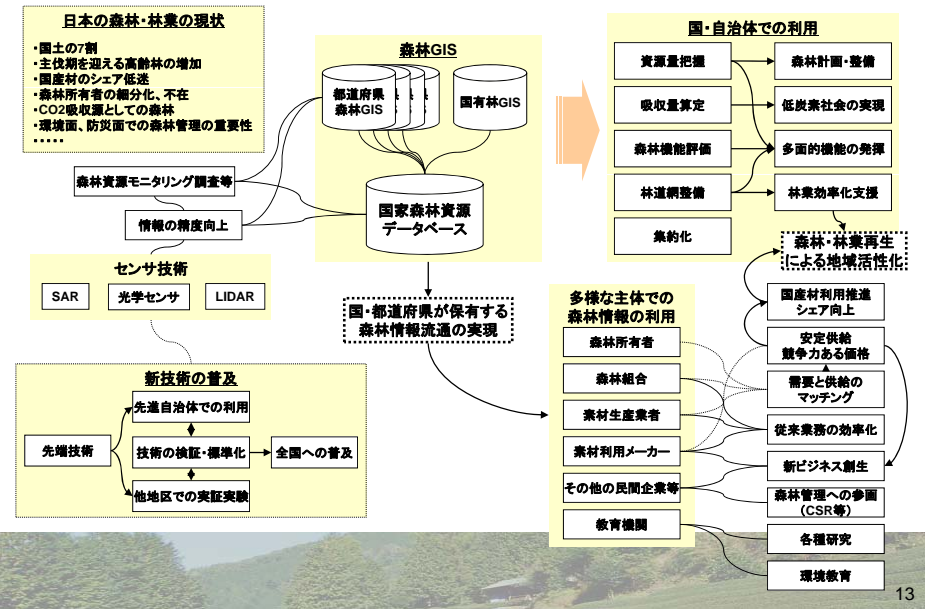 日本の森林・林業の現状
・国土の7割
・主伐期を迎える高齢林の増加
・国産材のシェア低迷
・森林所有者の細分化、不在
・CO2吸収源としての森林
・環境面、防災面での森林管理の重要性
・・・・・
森林GIS
都道府県
森林GIS
国有林GIS
国家森林資源
データベース
森林資源モニタリング調査等
情報の精度向上
センサ技術
SAR
光学センサ
LIDAR
国・都道府県が保有する
森林情報流通の実現
新技術の普及
先端技術
先進自治体での利用
技術の検証・標準化
他地区での実証実験
全国への普及
国・自治体での利用
資源量把握
森林計画・整備
吸収量算定
低炭素社会の実現
森林機能評価
多面的機能の発揮
林道網整備
林業効率化支援
集約化
森林・林業再生
による地域活性化
多様な主体での
森林情報の利用
森林所有者
森林組合
素材生産業者
素材利用メーカー
その他の民間企業等
教育機関
国産材利用推進
シェア向上
安定供給
競争力ある価格
需要と供給の
マッチング
従来業務の効率化
新ビジネス創生
森林管理への参画
(CSR等)
各種研究
環境教育
13